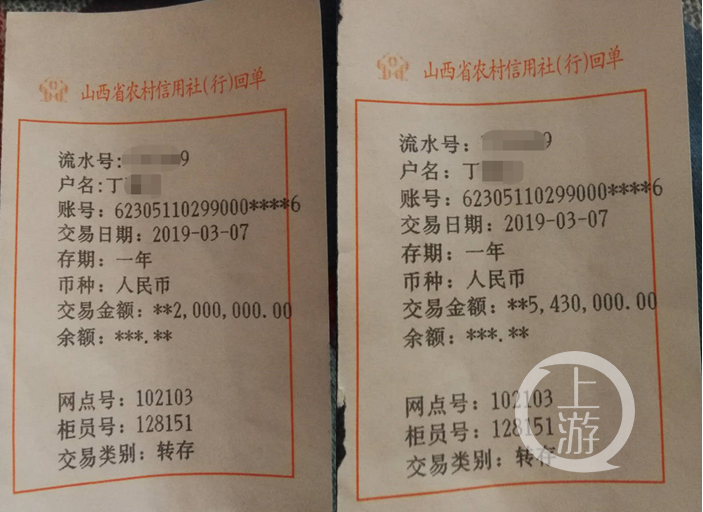 山西省农村信用社(行)回单
流水号:9
户名:丁
账号：62305110299000****6
交易日期：2019-03-07
存期：一年
币种：人民币
交易金额：**2,000,000.00
余额：***.**
网点号：102103
柜员号：128151
交易类别：转存
山西省农村信用社(行)回单
流水号：9
户名：丁
账号：62305110299000****6
交易日期：2019-03-07
存期：一年
币种：人民币
交易金额：**5,430,000.00
余额：***.**
网点号：102103
柜员号：128151
交易类别：转存
上游